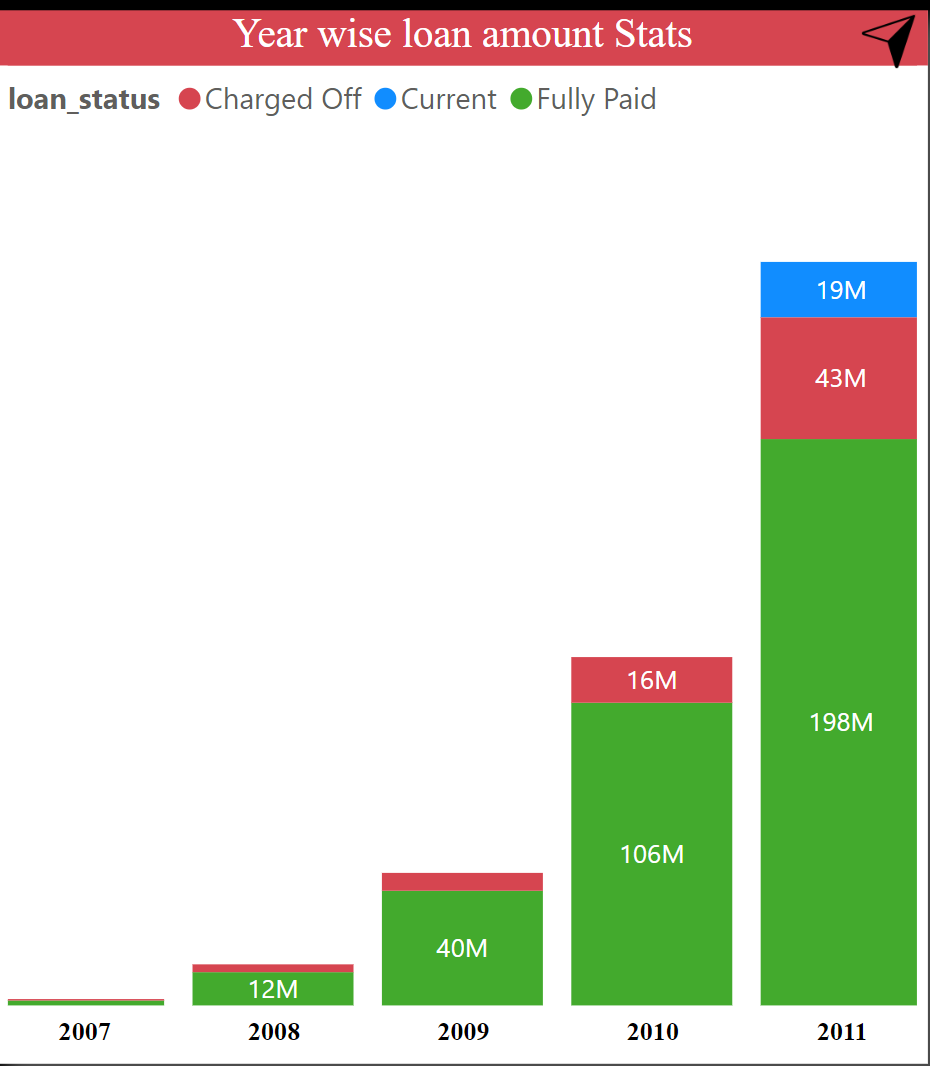 Year wise loan amount Stats
loan_status Charged Off Current Fully Paid
19M
43M
198M
16M
106M
40M
12M
2007 2008 2009 2010 2011